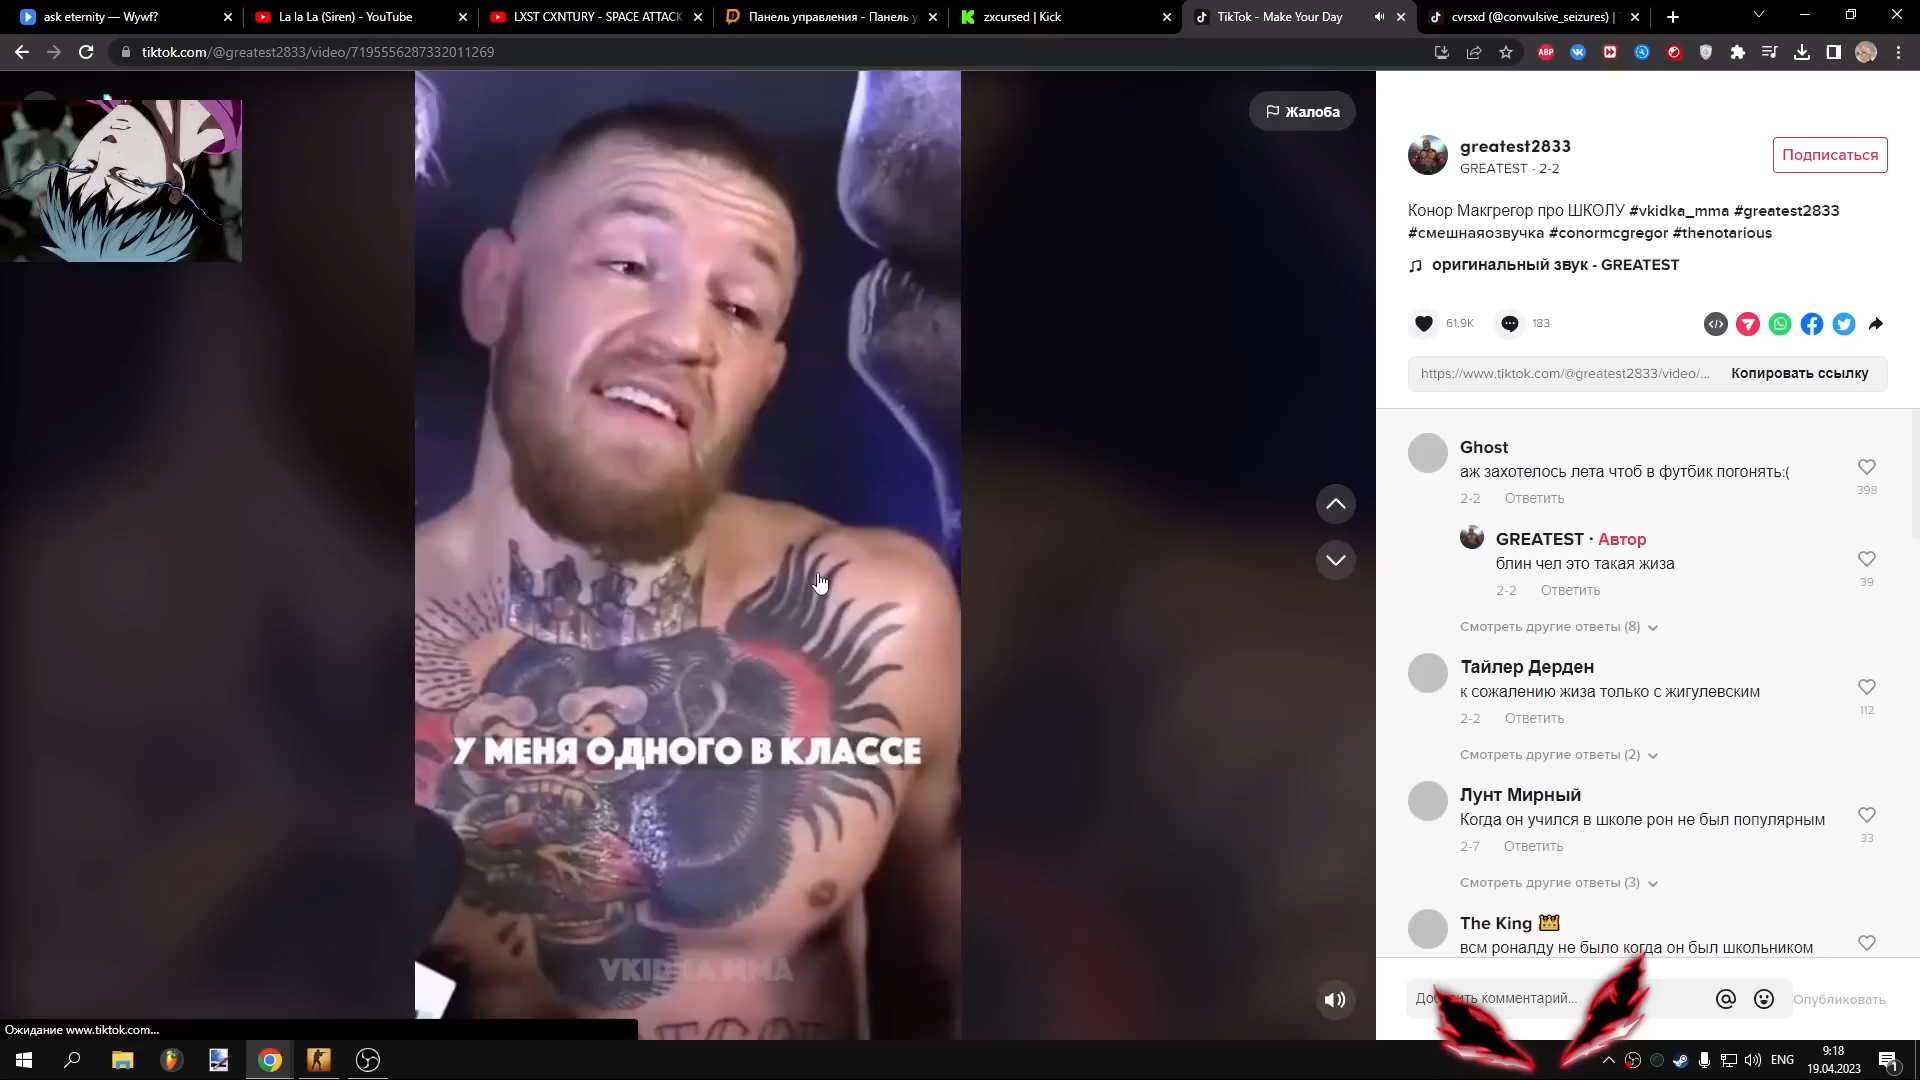 ask eternity — Wywf?
La la La (Siren) - YouTube
LXST CXNTURY - SPACE ATTACK
Панель управления - Панель у
zxcursed | Kick
TikTok - Make Your Day
cvrsxd (@convulsive_seizures) | T
tiktok.com/@greatest2833/video/7195556287332011269
ABP
Жалоба
greatest2833
GREATEST · 2-2
Подписаться
Конор Макгрегор про ШКОЛУ #vkidka_mma #greatest2833
#смешнаяозвучка #conormcgregor #thenotarious
оригинальный звук - GREATEST
61.9K
183
https://www.tiktok.com/@greatest2833/video/...
Копировать ссылку
Ghost
аж захотелось лета чтоб в футбик погонять:(
2-2 Ответить
398
GREATEST · Автор
блин чел это такая жиза
2-2 Ответить
39
Смотреть другие ответы (8)
Тайлер Дерден
к сожалению жиза только с жигулевским
2-2 Ответить
112
Смотреть другие ответы (2)
Лунт Мирный
Когда он учился в школе рон не был популярным
2-7 Ответить
33
Смотреть другие ответы (3)
The King
всм роналду не было когда он был школьником
У МЕНЯ ОДНОГО В КЛАССЕ
VKIDKA MMA
комментарий...
Опубликовать
Ожидание www.tiktok.com...
ENG
9:18
19.04.2023
1